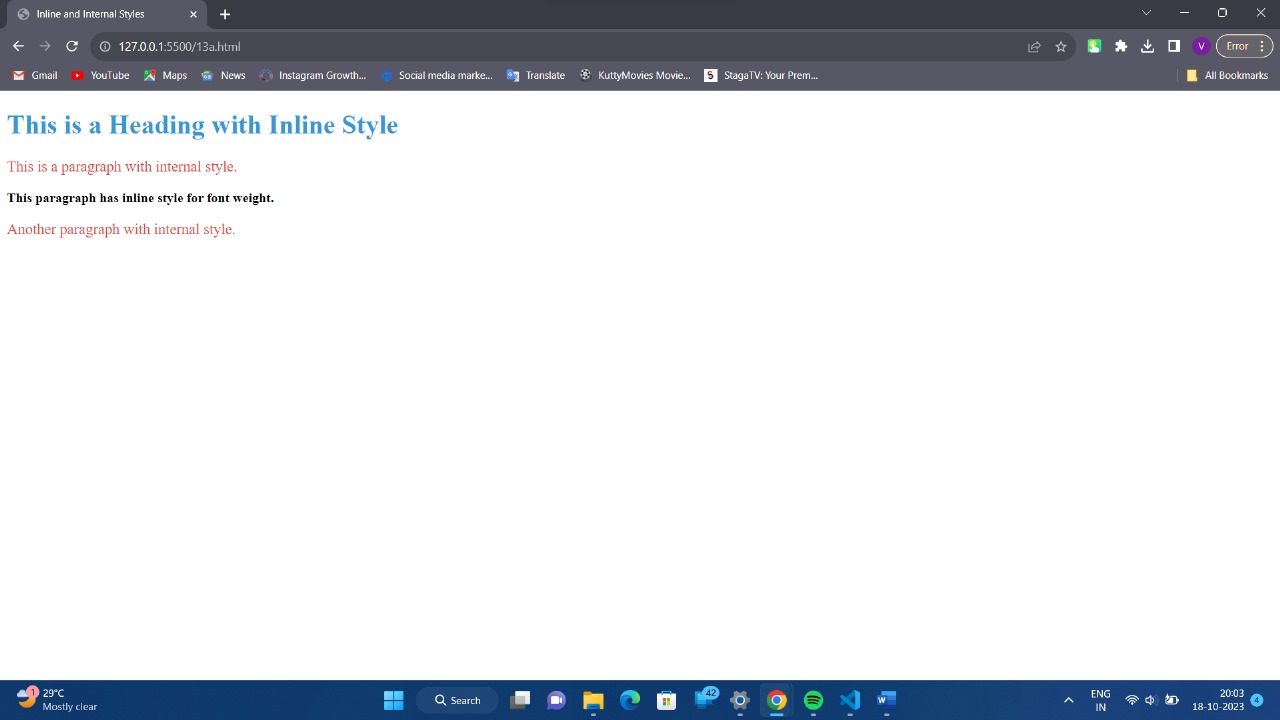 Inline and Internal Styles
127.0.0.1:5500/13a.html
V
Error
Gmail
YouTube
Maps
News
Instagram Growth...
Social media marke...
Translate
KuttyMovies Movie...
S
StagaTV: Your Prem...
All Bookmarks
This is a Heading with Inline Style
This is a paragraph with internal style.
This paragraph has inline style for font weight.
Another paragraph with internal style.
1
29°C
Mostly clear
Search
42
W
ENG
IN
20:03
18-10-2023
4